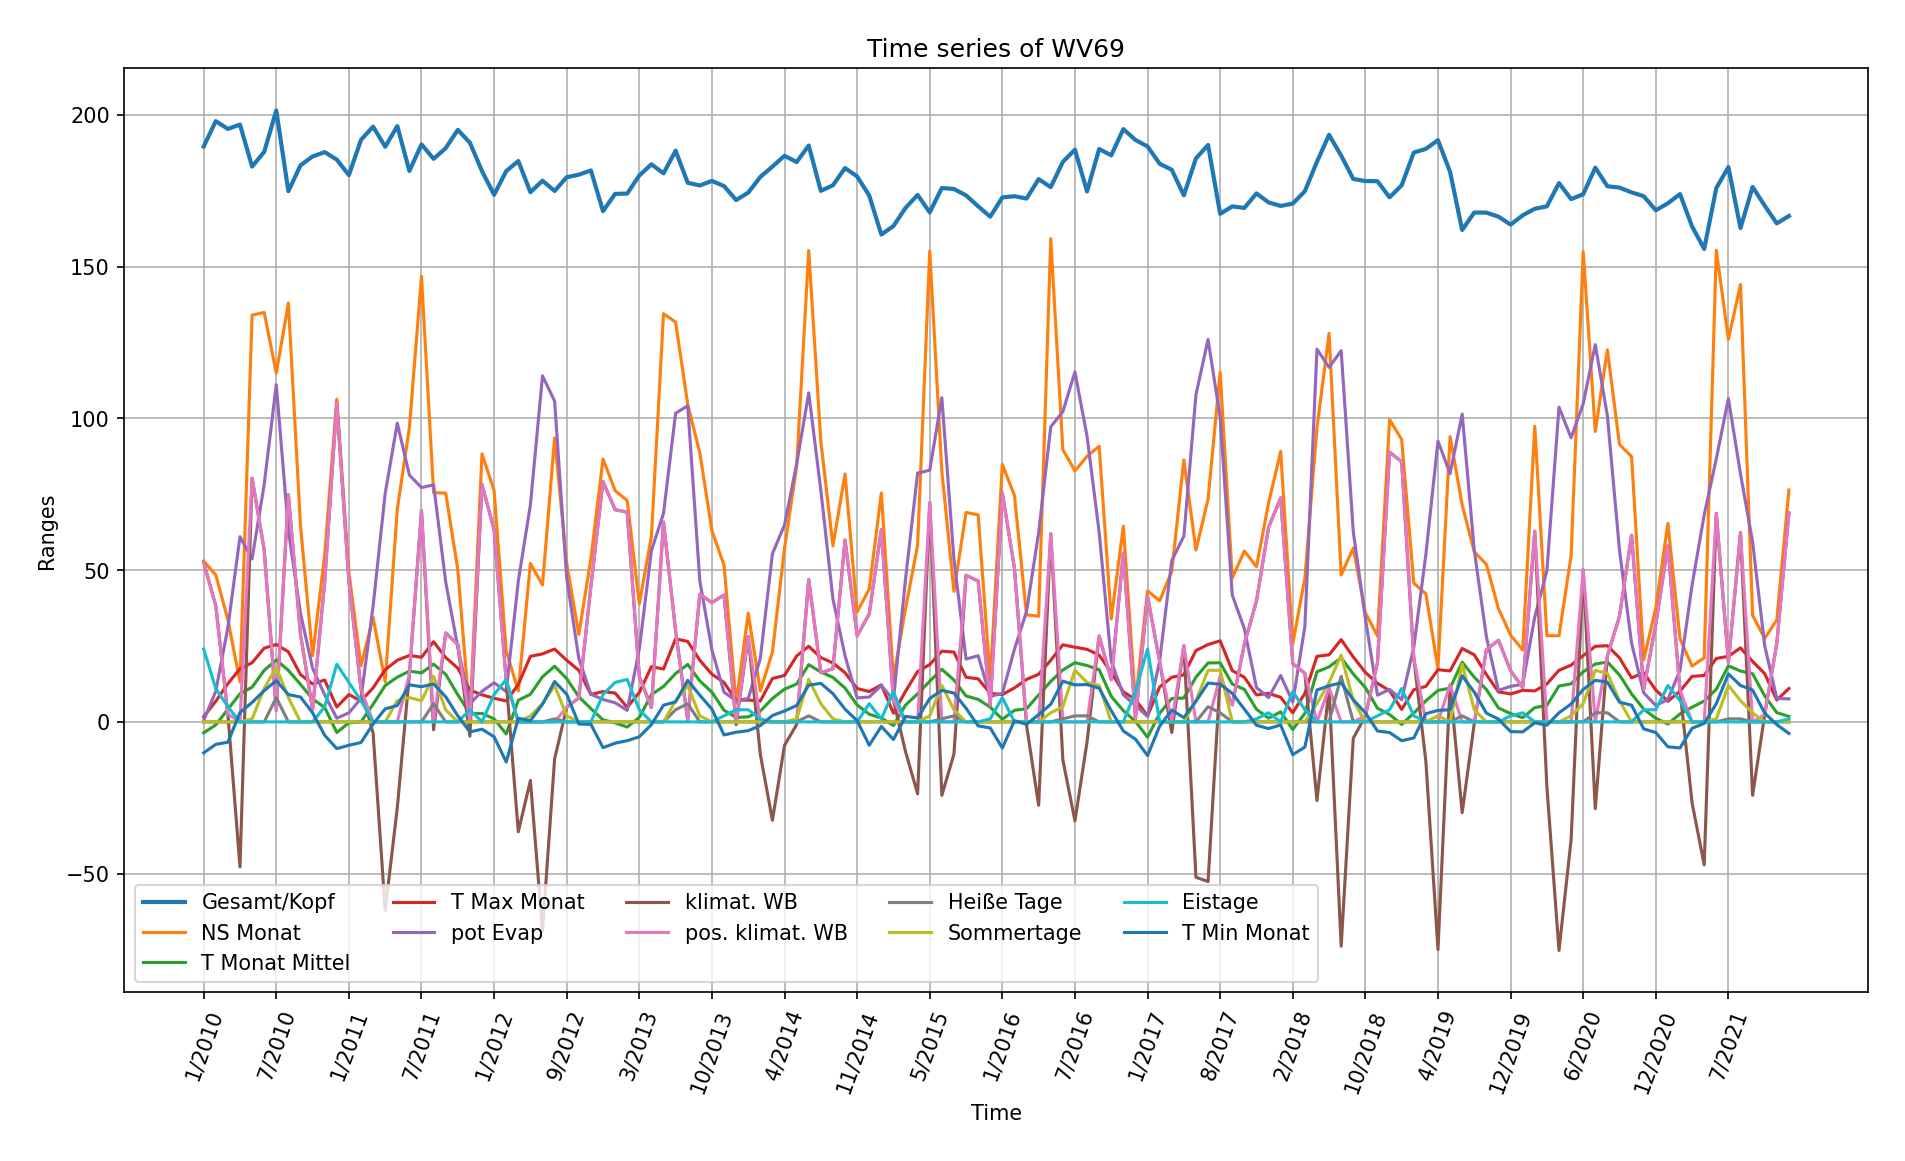 Time series of WV69
Ranges
200
150
100
50
0
−50
Gesamt/Kopf
NS Monat
T Monat Mittel
T Max Monat
pot Evap
klimat. WB
pos. klimat. WB
Heiße Tage
Sommertage
Eistage
T Min Monat
1/2010
7/2010
1/2011
7/2011
1/2012
9/2012
3/2013
10/2013
4/2014
11/2014
5/2015
1/2016
7/2016
1/2017
8/2017
2/2018
10/2018
4/2019
12/2019
6/2020
12/2020
7/2021
Time